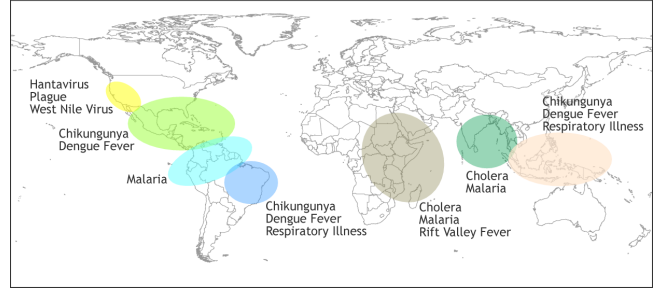 Hantavirus
Plague
West Nile Virus
Chikungunya
Dengue Fever
Malaria
Chikungunya
Dengue Fever
Respiratory Illness
Cholera
Malaria
Rift Valley Fever
Cholera
Malaria
Chikungunya
Dengue Fever
Respiratory Illness